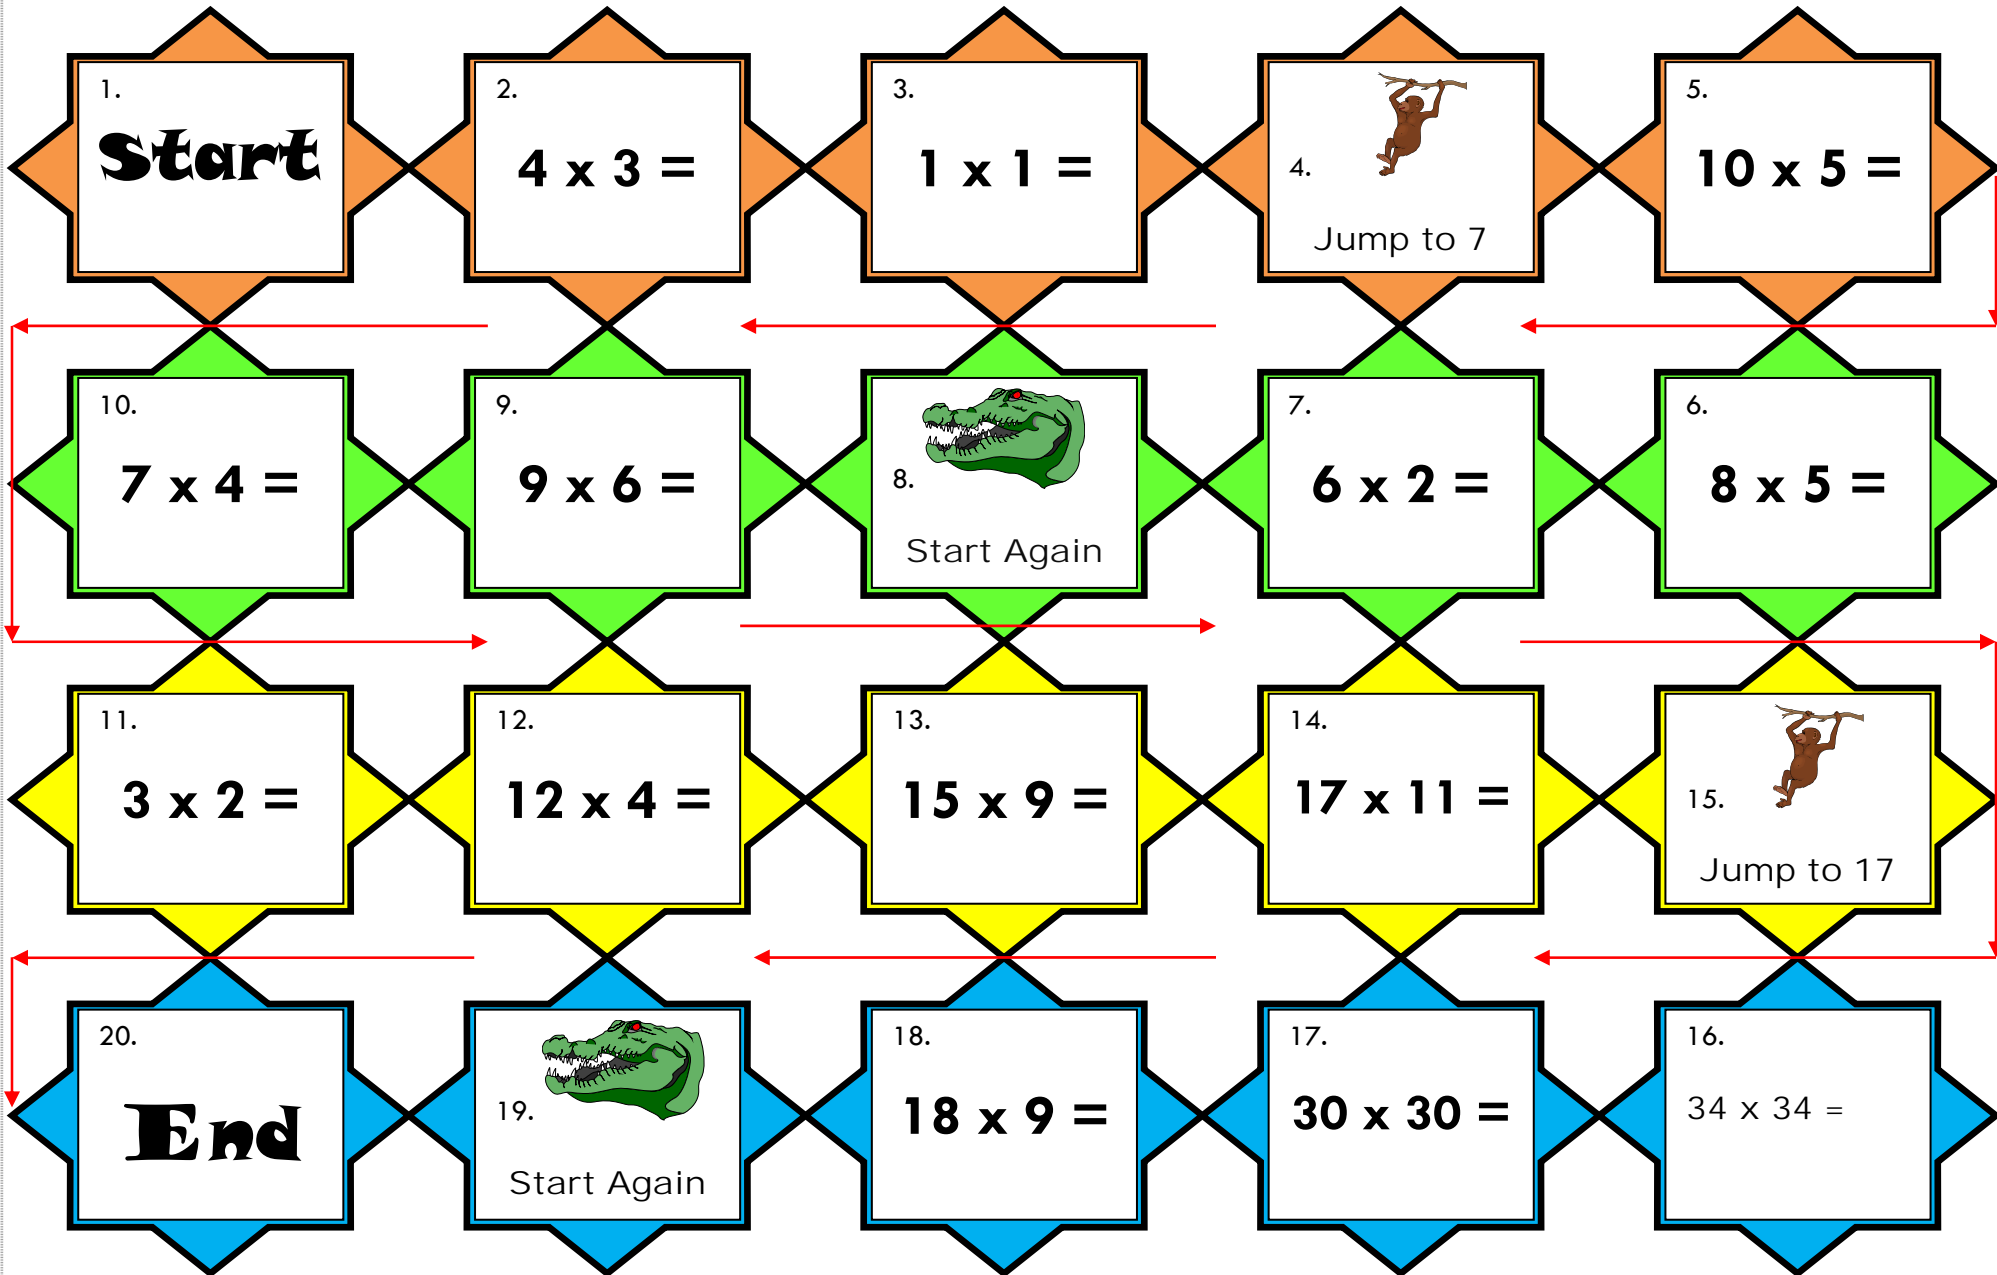 1.
Start
2.
4 x 3 =
3.
1 x 1 =
4.
Jump to 7
5.
10 x 5 =
10.
7 x 4 =
9.
9 x 6 =
8.
Start Again
7.
6 x 2 =
6.
8 x 5 =
11.
3 x 2 =
12.
12 x 4 =
13.
15 x 9 =
14.
17 x 11 =
15.
Jump to 17
20.
End
19.
Start Again
18.
18 x 9 =
17.
30 x 30 =
16.
34 x 34 =